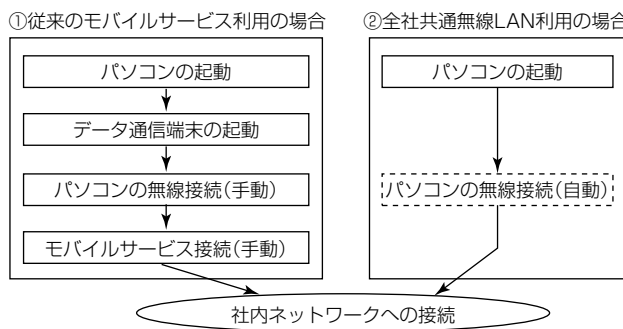 ①従来のモバイルサービス利用の場合
パソコンの起動
データ通信端末の起動
パソコンの無線接続(手動)
モバイルサービス接続(手動)
②全社共通無線LAN利用の場合
パソコンの起動
パソコンの無線接続(自動)
社内ネットワークへの接続